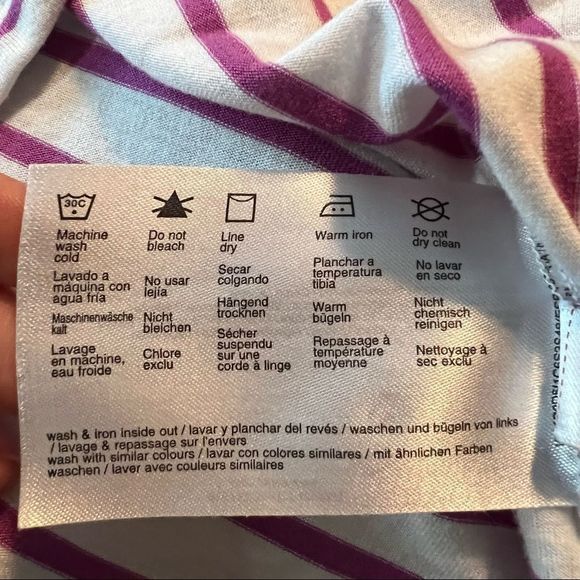 30C
Machine wash cold
Do not bleach
Line dry
Warm iron
Do not dry clean
Lavado a máquina con agua fría
No usar lejía
Secar colgando
Planchar a temperatura tibia
No lavar en seco
Maschinenwäsche kalt
Nicht bleichen
Hängend trocknen
Warm bügeln
Nicht chemisch reinigen
Lavage en machine, eau froide
Chlore exclu
Sécher suspendu sur une corde à linge
Repassage à température moyenne
Nettoyage à sec exclu
wash & iron inside out / lavar y planchar del revés / waschen und bügeln von links
/ lavage & repassage sur l'envers
wash with similar colours / lavar con colores similares / mit ähnlichen Farben
waschen / laver avec couleurs similaires